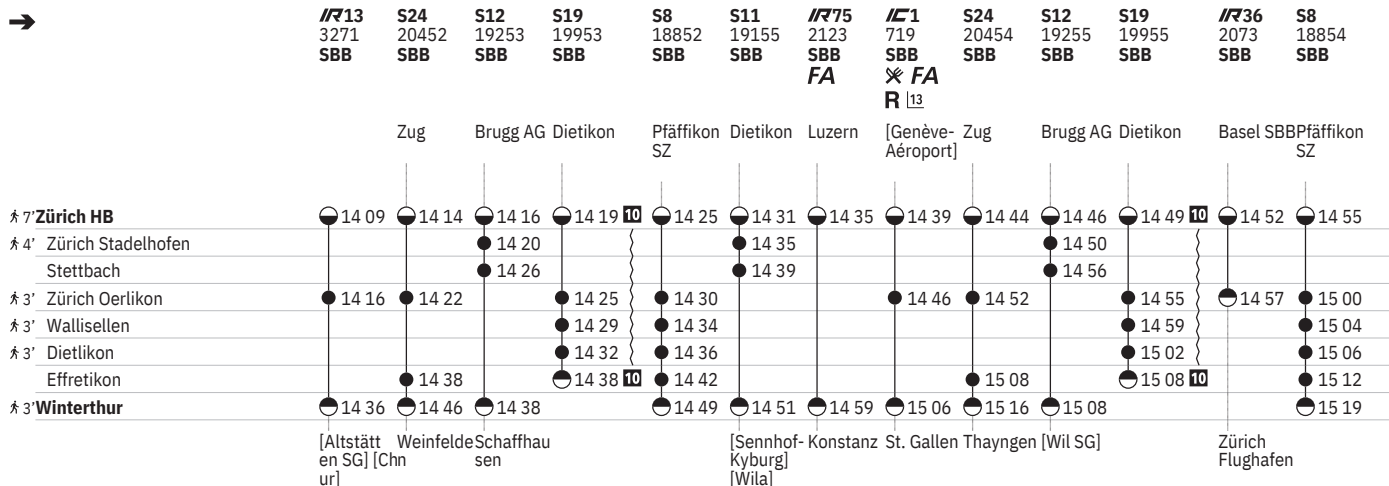 IR13 S24 S12 S19 S8 S11 IR75 IC1 S24 S12 S19 IR36 S8
3271 20452 19253 19953 18852 19155 2123 719 20454 19255 19955 2073 18854
SBB SBB SBB SBB SBB SBB SBB SBB SBB SBB SBB SBB SBB
FA FA
R 13
Zug Brugg AG Dietikon Pfäffikon Dietikon Luzern [Genève- Zug Brugg AG Dietikon Basel SBB Pfäffikon
SZ Aéroport] SZ
7' Zürich HB 14 09 14 14 14 16 14 19 10 14 25 14 31 14 35 14 39 14 44 14 46 14 49 10 14 52 14 55
4' Zürich Stadelhofen 14 20 14 35 14 50
Stettbach 14 26 14 39 14 56
3' Zürich Oerlikon 14 16 14 22 14 25 14 30 14 46 14 52 14 55 14 57 15 00
3' Wallisellen 14 29 14 34 14 59 15 04
3' Dietlikon 14 32 14 36 15 02 15 06
Effretikon 14 38 14 38 10 14 42 15 08 15 08 10 15 12
3' Winterthur 14 36 14 46 14 38 14 49 14 51 14 59 15 06 15 16 15 08 15 19
[Altstätt Weinfelde Schaffhau [Sennhof- Konstanz St. Gallen Thayngen [Wil SG] Zürich
en SG] [Ch n sen Kyburg] Flughafen
ur] [Wila]